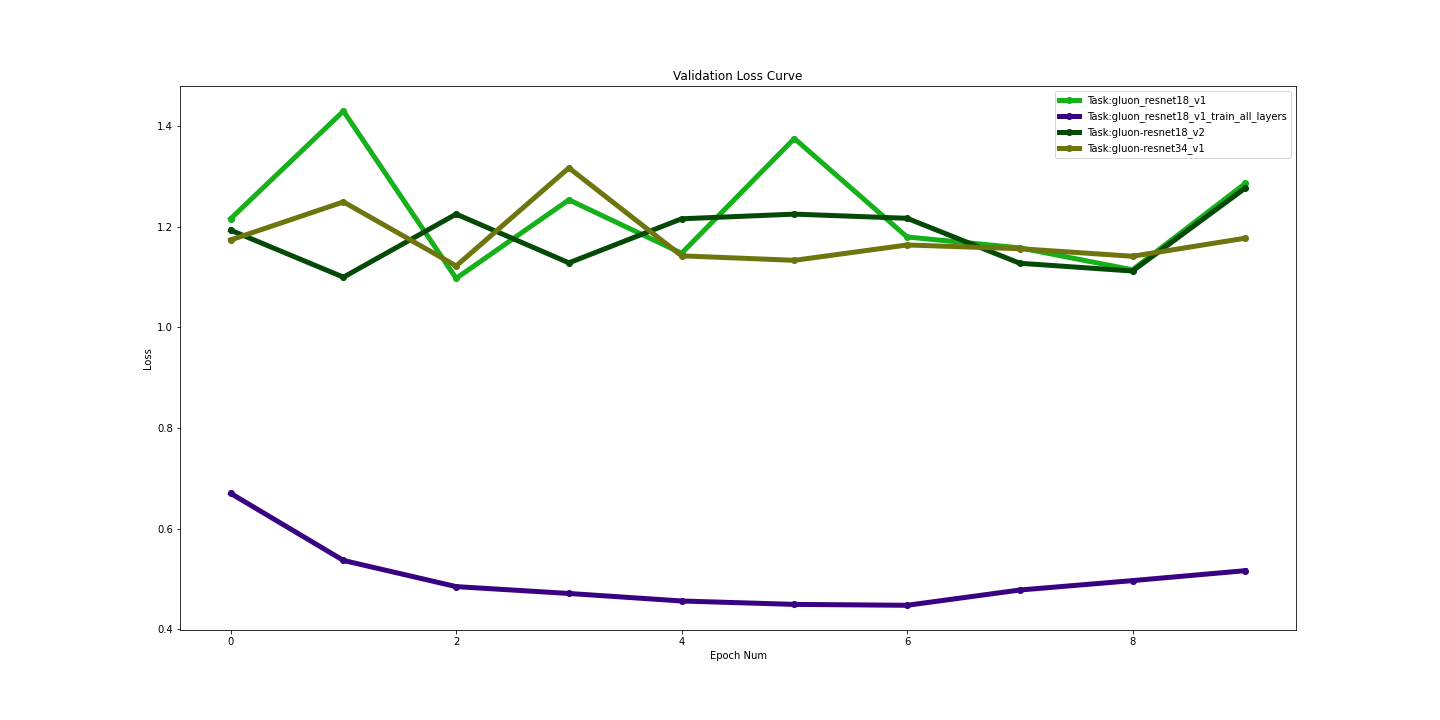 Validation Loss Curve
Task:gluon_resnet18_v1
Task:gluon_resnet18_v1_train_all_layers
Task:gluon-resnet18_v2
Task:gluon-resnet34_v1
1.4
1.2
1.0
0.8
0.6
0.4
Loss
0 2 4 6 8
Epoch Num